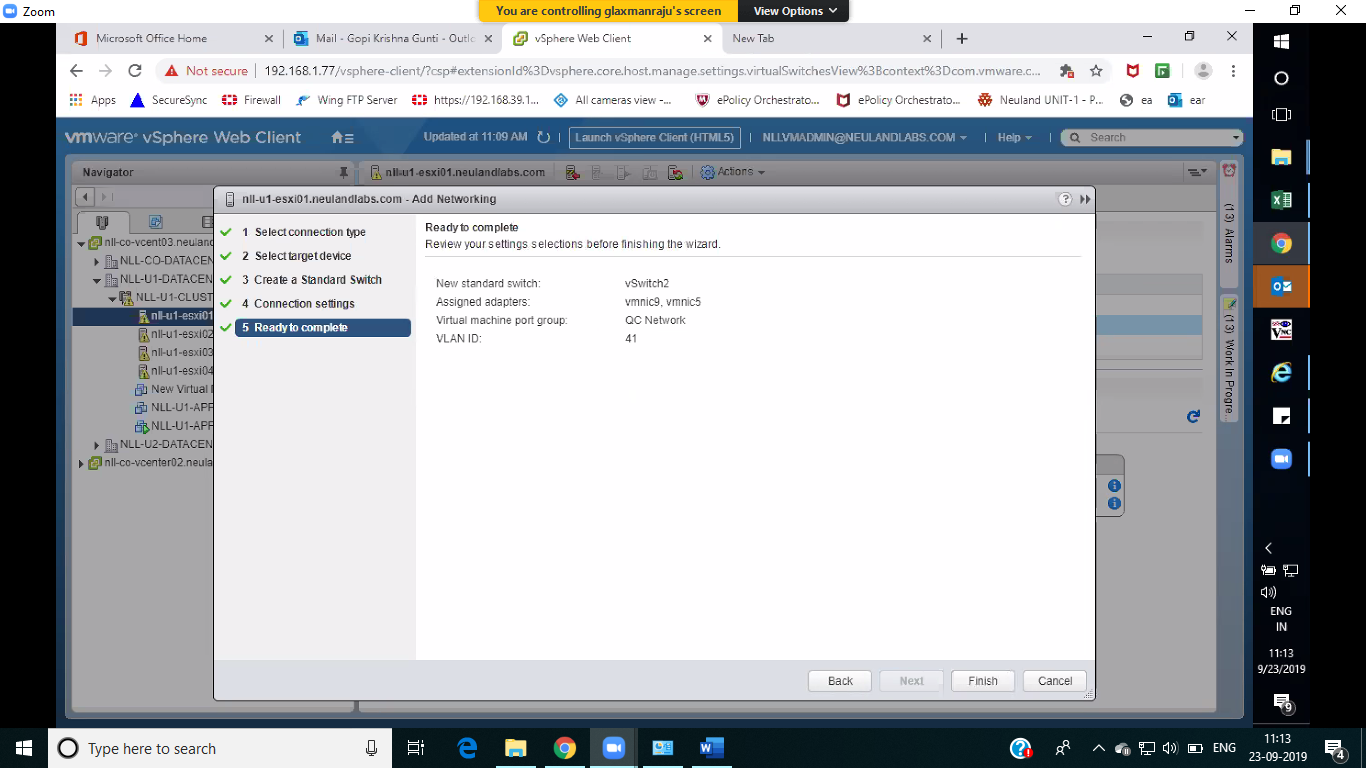 Zoom
You are controlling glaxmanraju's screen
View Options
Microsoft Office Home
Mail - Gopi Krishna Gunti - Outlo
vSphere Web Client
New Tab
Not secure
192.168.1.77/vsphere-client/?csp#extensionId%3Dvsphere.core.host.manage.settings.virtualSwitchesView%3Bcontext%3Dcom.vmware.c...
Apps
SecureSync
Firewall
Wing FTP Server
https://192.168.39.1...
All cameras view -...
ePolicy Orchestrato...
ePolicy Orchestrato...
Neuland UNIT-1 - P...
ea
ear
vmware® vSphere Web Client
Updated at 11:09 AM
Launch vSphere Client (HTML5)
NLLVMADMIN@NEULANDLABS.COM
Help
Search
Navigator
nll-u1-esxi01.neulandlabs.com
Actions
nll-co-vcent03.neuland
NLL-CO-DATACEN
NLL-U1-DATACEN
NLL-U1-CLUST
nll-u1-esxi01
nll-u1-esxi02
nll-u1-esxi03
nll-u1-esxi04
New Virtual
NLL-U1-APF
NLL-U1-APF
NLL-U2-DATACEN
nll-co-vcenter02.neula
nll-u1-esxi01.neulandlabs.com - Add Networking
1 Select connection type
2 Select target device
3 Create a Standard Switch
4 Connection settings
5 Ready to complete
Ready to complete
Review your settings selections before finishing the wizard.
New standard switch: vSwitch2
Assigned adapters: vmnic9, vmnic5
Virtual machine port group: QC Network
VLAN ID: 41
Back
Next
Finish
Cancel
(13) Alarms
(13) Work In Progre...
VNC
ENG
IN
11:13
9/23/2019
9
Type here to search
ENG
11:13
23-09-2019
4